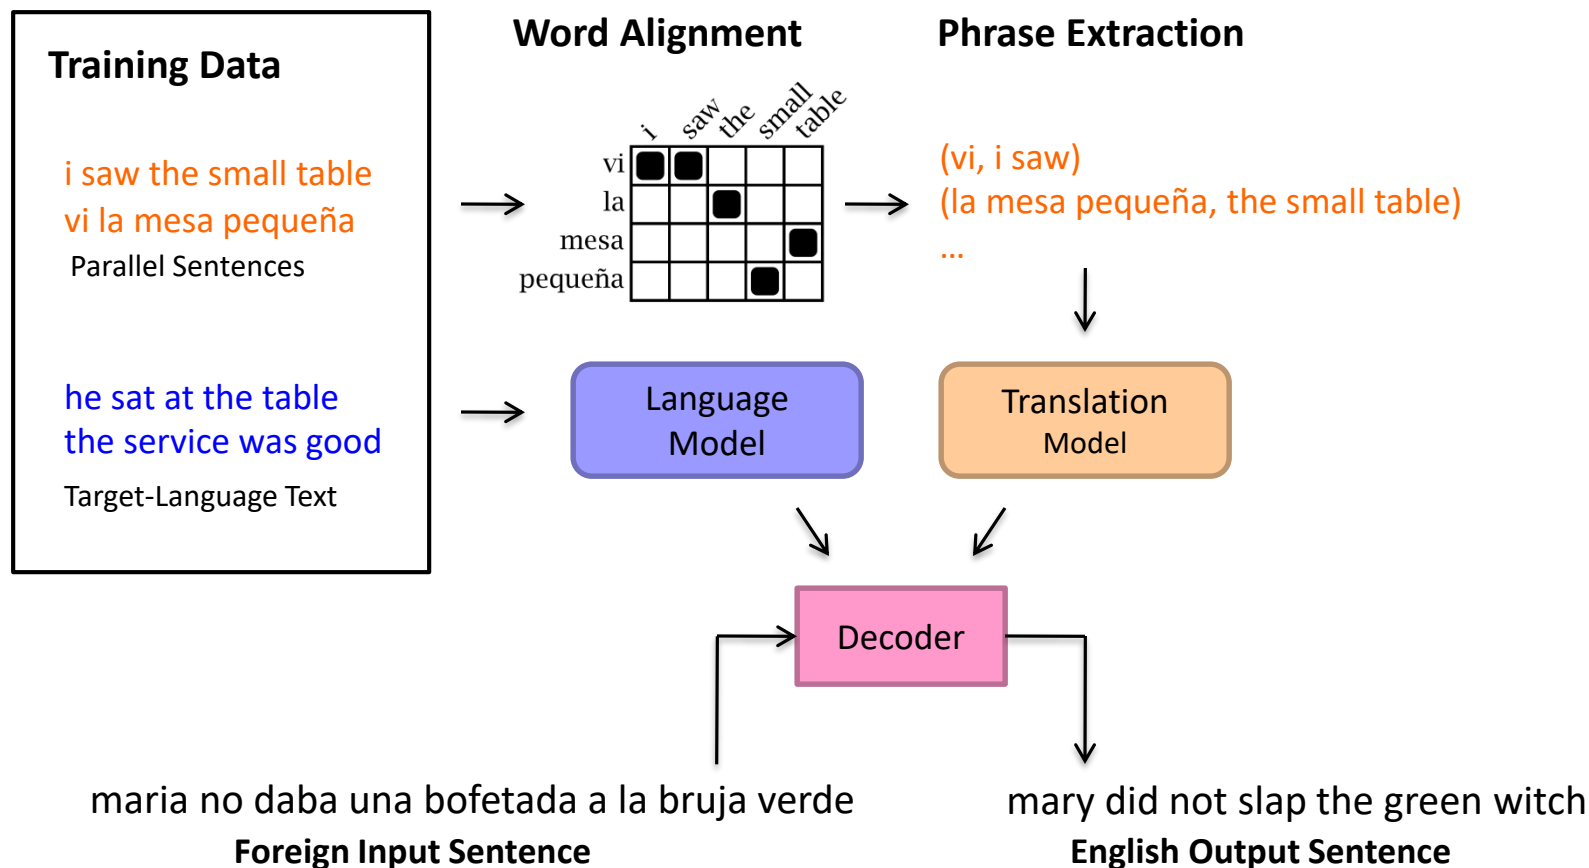 Training Data
i saw the small table
vi la mesa pequeña
Parallel Sentences
he sat at the table
the service was good
Target-Language Text
Word Alignment
i saw the small table
vi
la
mesa
pequeña
Phrase Extraction
(vi, i saw)
(la mesa pequeña, the small table)
...
Language
Model
Translation
Model
Decoder
maria no daba una bofetada a la bruja verde
Foreign Input Sentence
mary did not slap the green witch
English Output Sentence